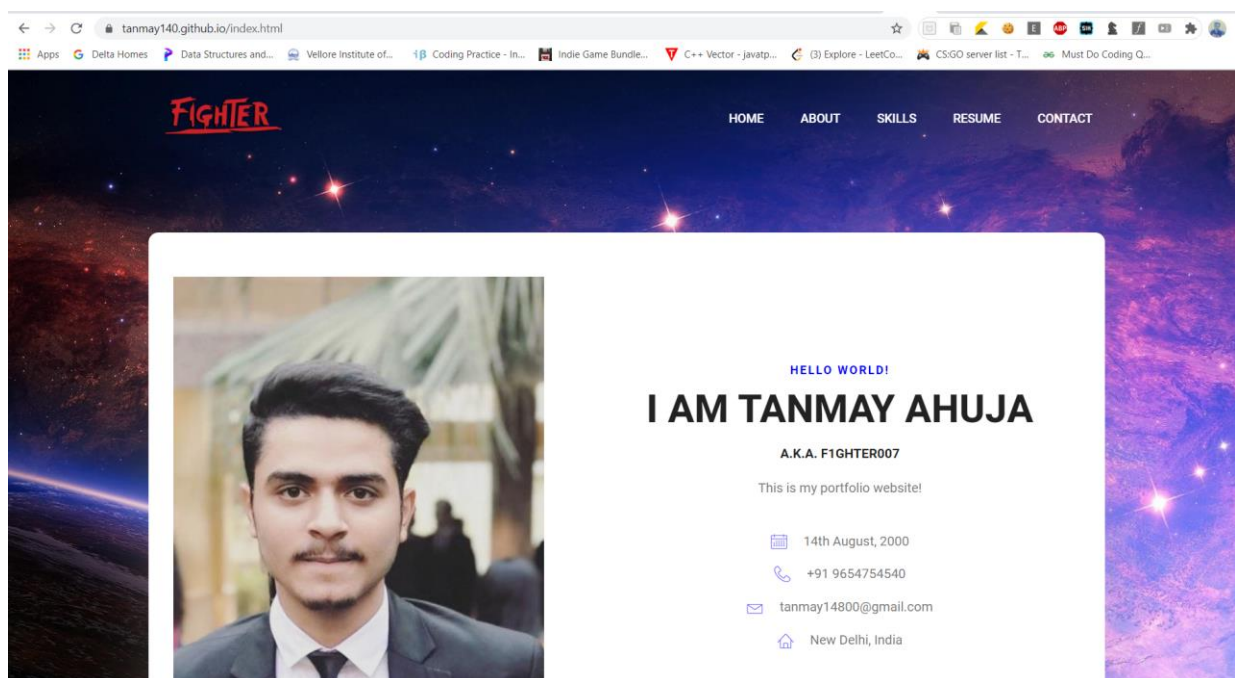 tanmay140.github.io/index.html
Apps Delta Homes Data Structures and... Vellore Institute of... Coding Practice - In... Indie Game Bundle... C++ Vector - javatp... (3) Explore - LeetCo... CS:GO server list - T... Must Do Coding Q...
FIGHTER
HOME ABOUT SKILLS RESUME CONTACT
HELLO WORLD!
I AM TANMAY AHUJA
A.K.A. F1GHTER007
This is my portfolio website!
14th August, 2000
+91 9654754540
tanmay14800@gmail.com
New Delhi, India